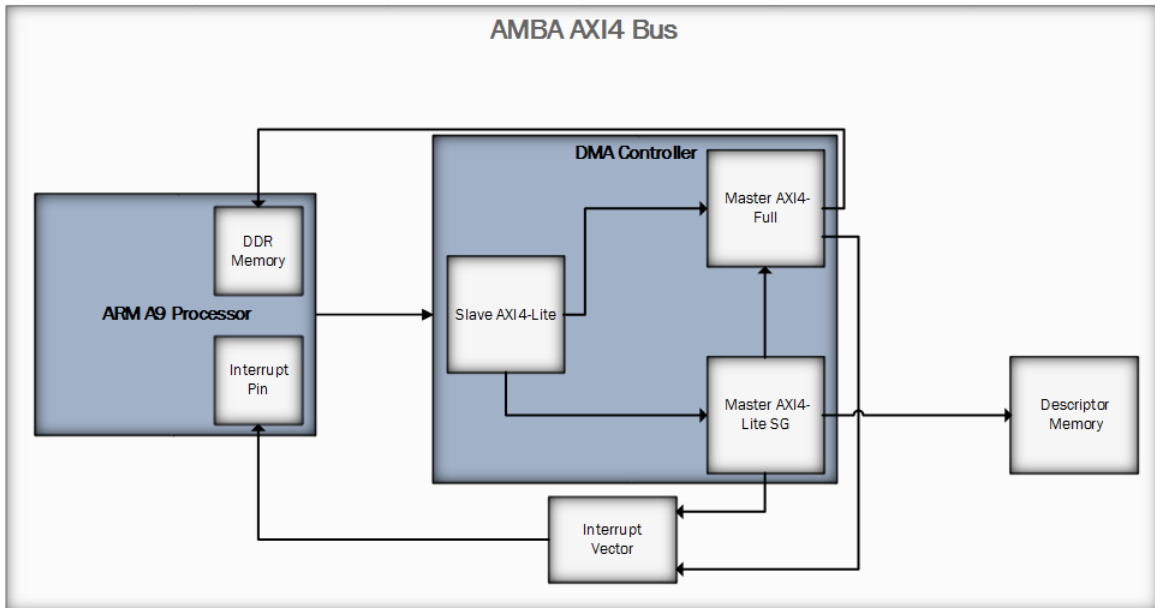 AMBA AXI4 Bus
DMA Controller
Master AXI4-
Full
DDR
Memory
ARM A9 Processor
Slave AXI4-Lite
Interrupt
Pin
Master AXI4-
Lite SG
Descriptor
Memory
Interrupt
Vector